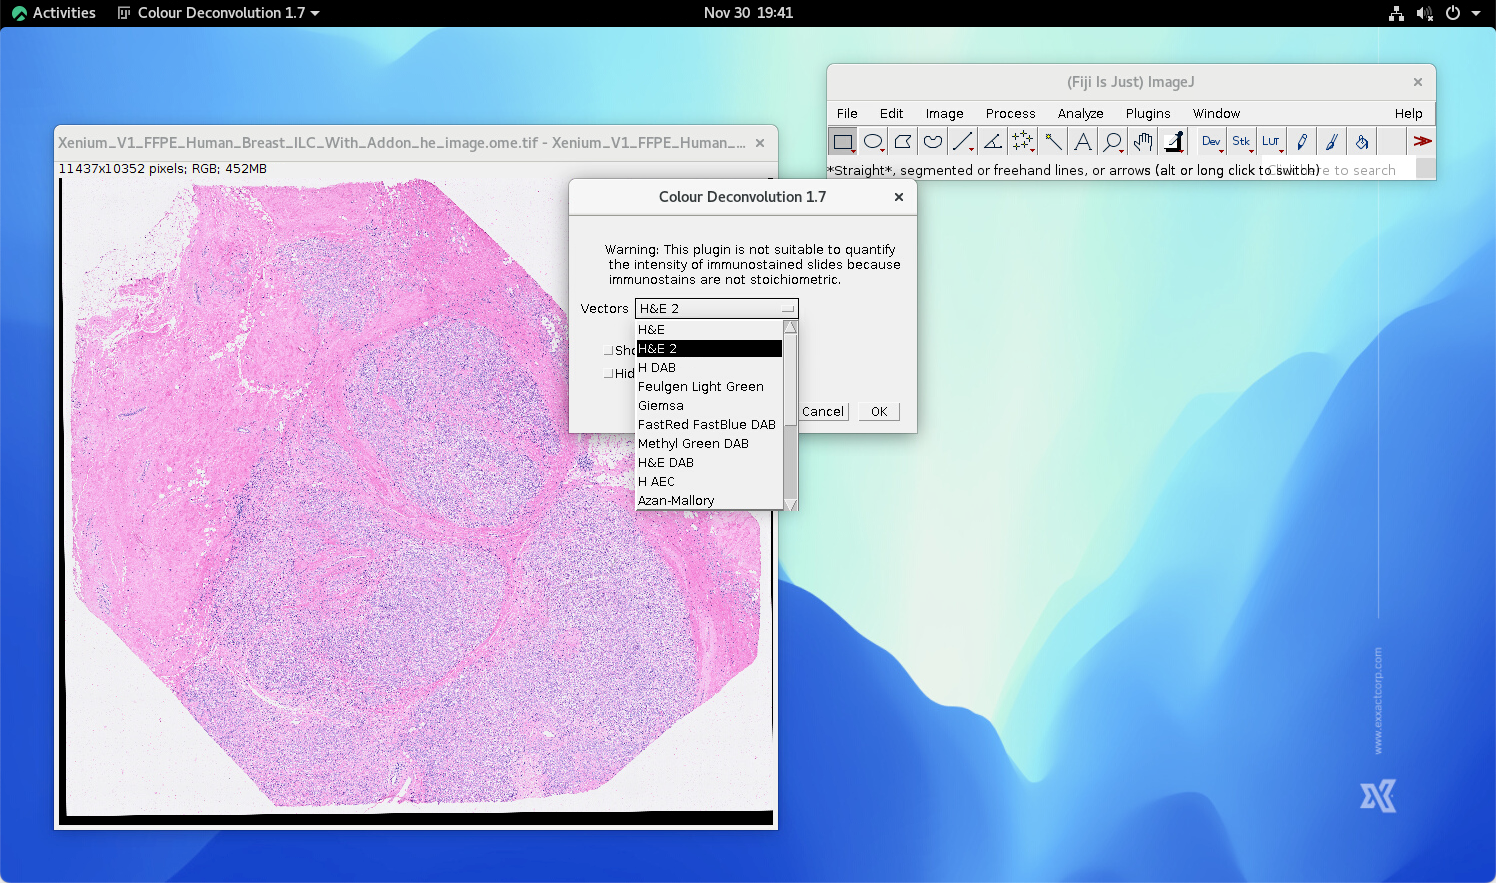 Activities
Colour Deconvolution 1.7
Nov 30 19:41
(Fiji Is Just) ImageJ
File Edit Image Process Analyze Plugins Window Help
Dev Stk LUT
*Straight*, segmented or freehand lines, or arrows (alt or long click to switch)
to search
Xenium_V1_FFPE_Human_Breast_ILC_With_Addon_he_image.ome.tif - Xenium_V1_FFPE_Human_...
11437x10352 pixels; RGB; 452MB
Colour Deconvolution 1.7
Warning: This plugin is not suitable to quantify
the intensity of immunostained slides because
immunostains are not stoichiometric.
Vectors H&E 2
H&E
H&E 2
H DAB
Feulgen Light Green
Giemsa
FastRed FastBlue DAB
Methyl Green DAB
H&E DAB
H AEC
Azan-Mallory
Sho
Hid
Cancel OK
www.exxactcorp.com